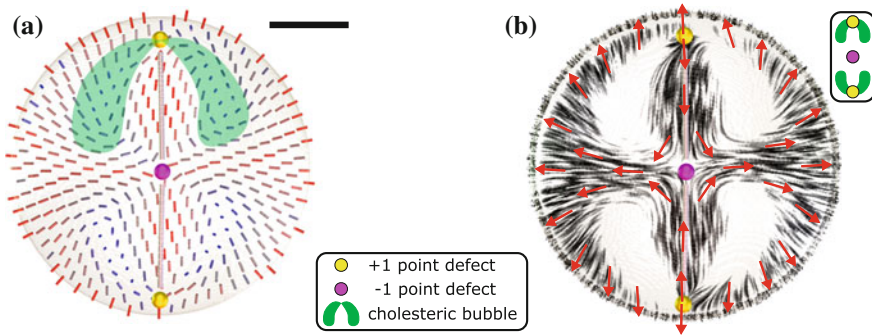 (a)
(b)
+1 point defect
-1 point defect
cholesteric bubble